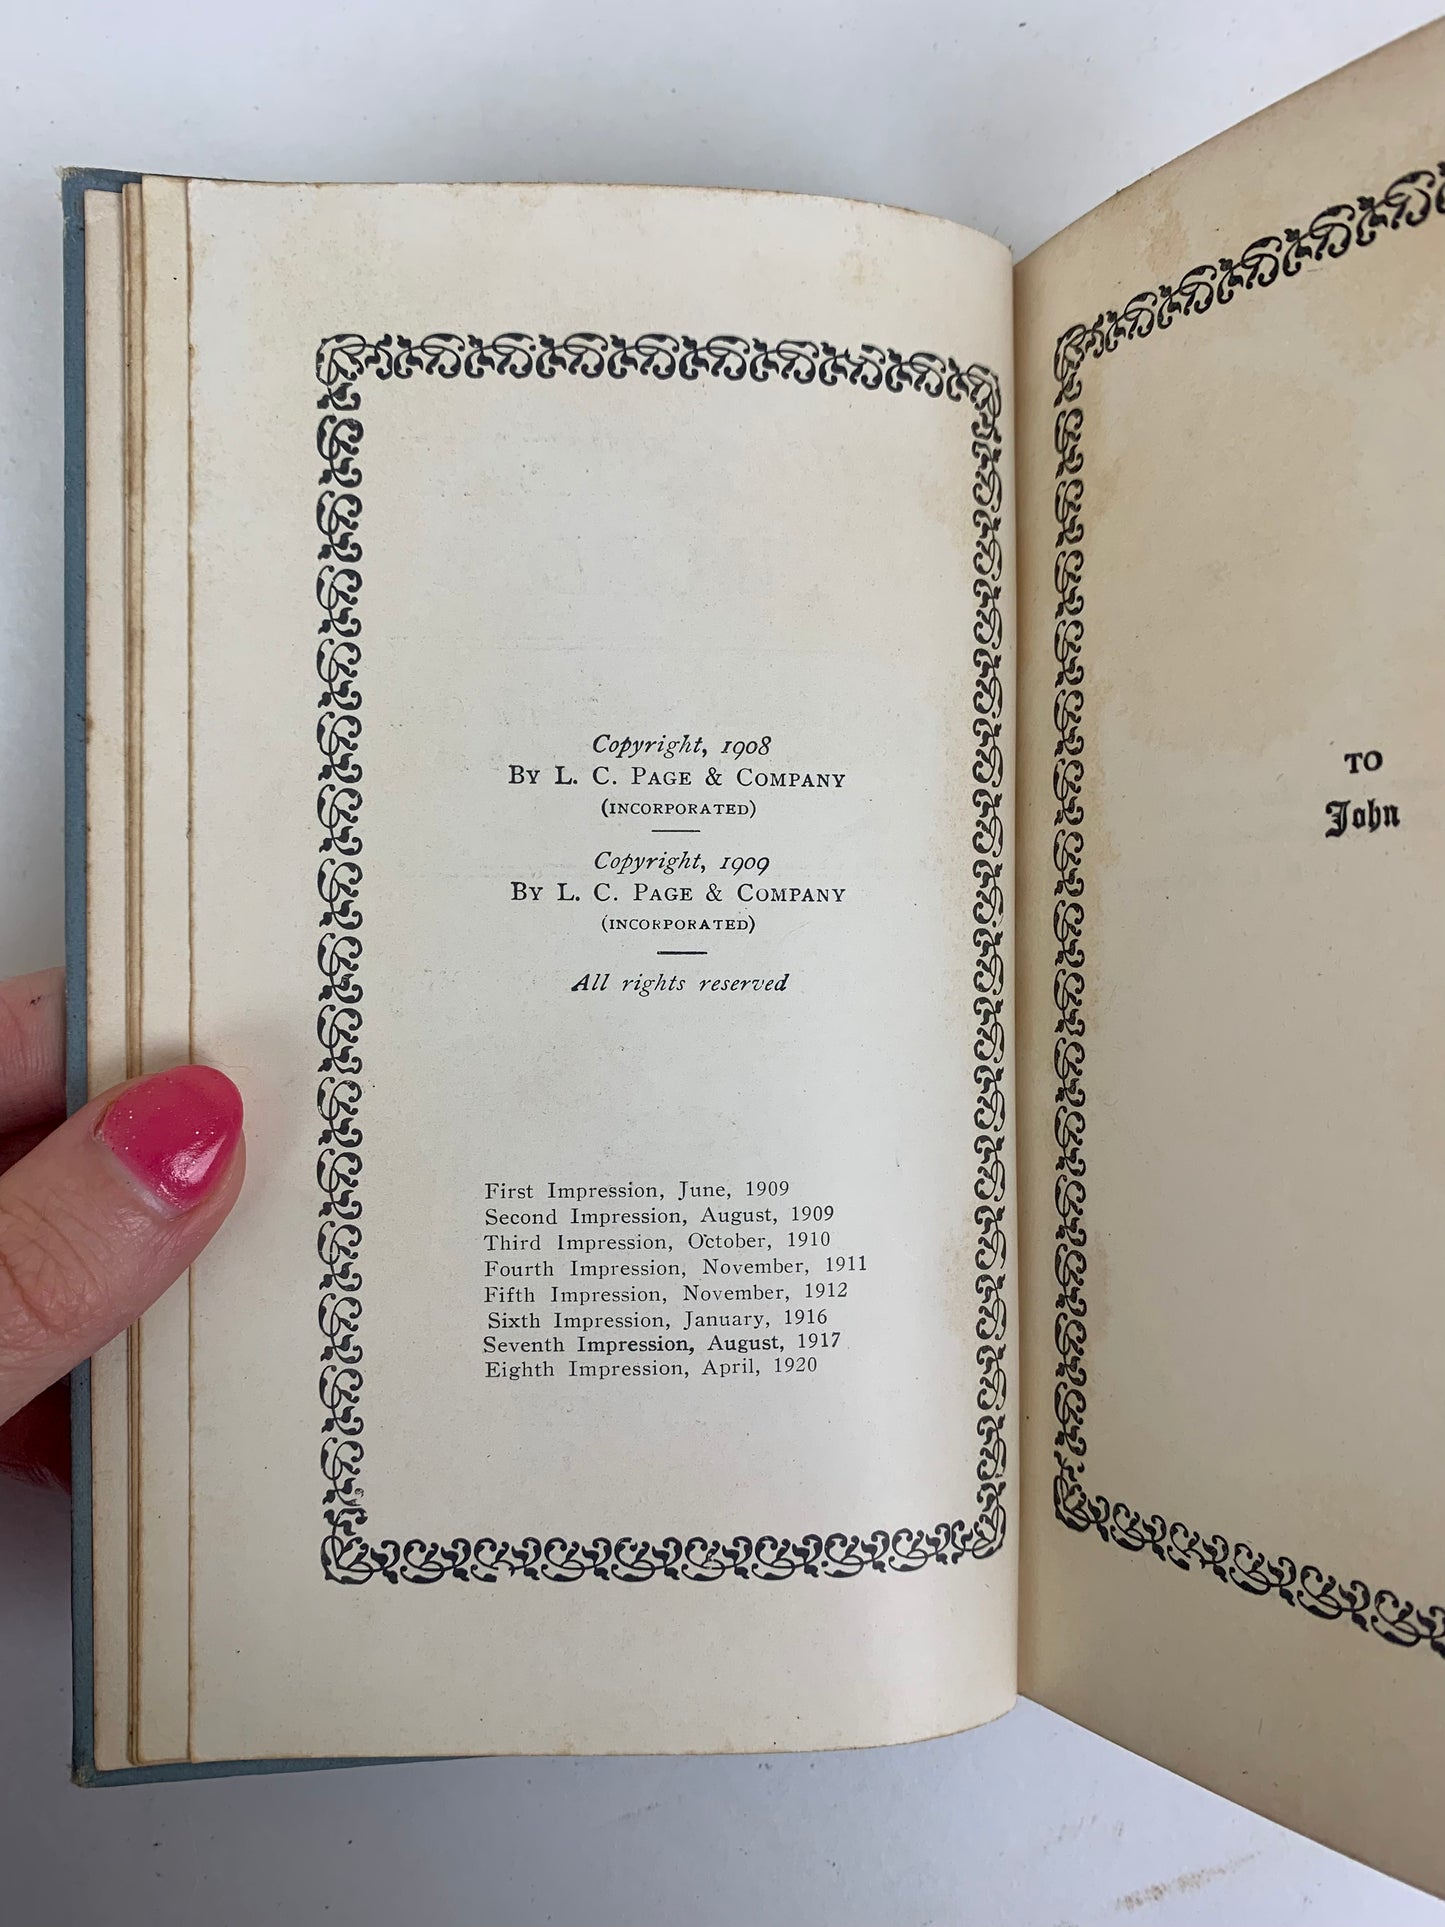 Copyright, 1908
By L. C. Page & Company
(INCORPORATED)
Copyright, 1909
By L. C. Page & Company
(INCORPORATED)
All rights reserved
First Impression, June, 1909
Second Impression, August, 1909
Third Impression, October, 1910
Fourth Impression, November, 1911
Fifth Impression, November, 1912
Sixth Impression, January, 1916
Seventh Impression, August, 1917
Eighth Impression, April, 1920
TO
John